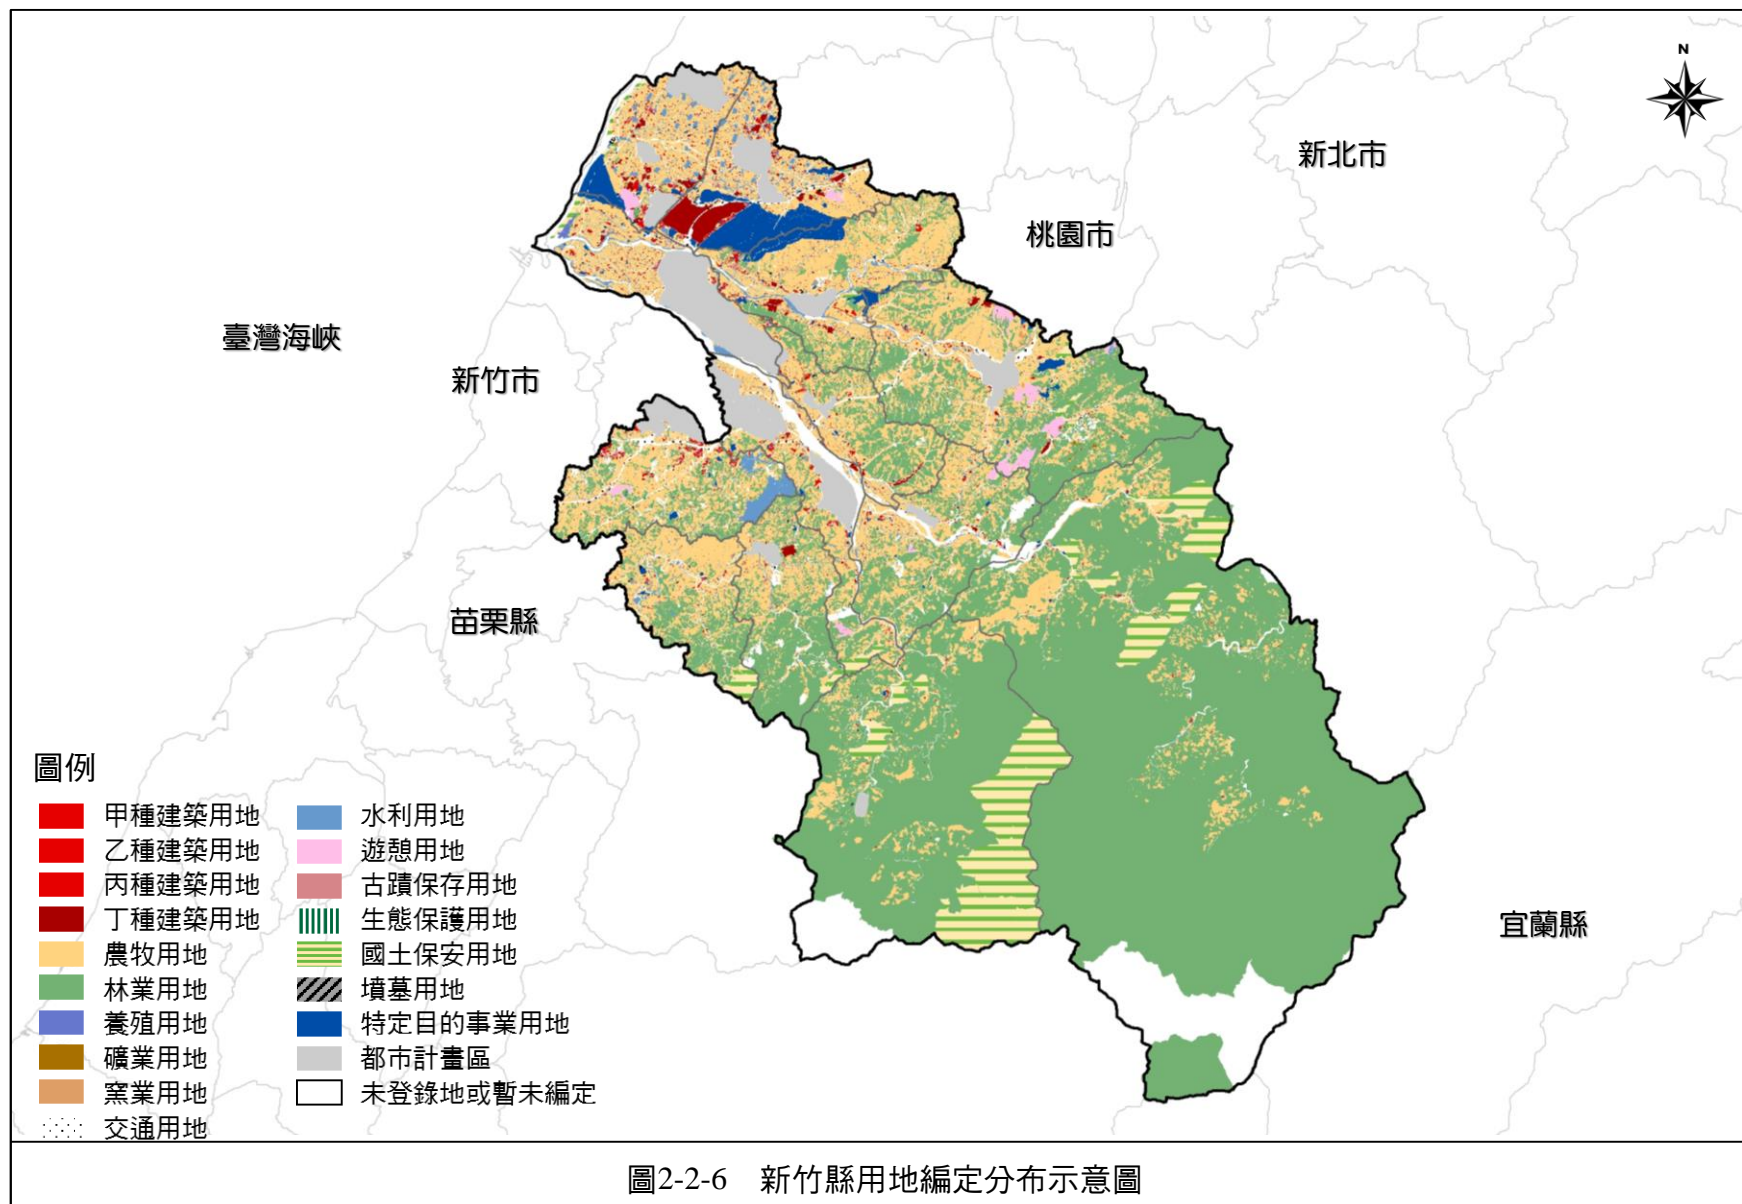 N
新北市
桃園市
臺灣海峽
新竹市
苗栗縣
宜蘭縣
圖例
甲種建築用地
乙種建築用地
丙種建築用地
丁種建築用地
農牧用地
林業用地
養殖用地
礦業用地
窯業用地
交通用地
水利用地
遊憩用地
古蹟保存用地
生態保護用地
國土保安用地
墳墓用地
特定目的事業用地
都市計畫區
未登錄地或暫未編定
圖2-2-6 新竹縣用地編定分布示意圖